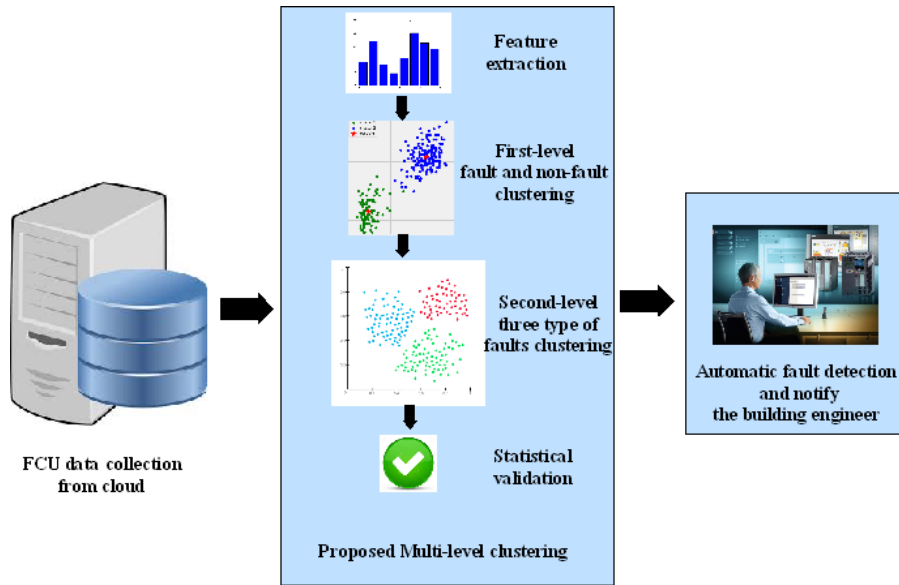 Feature
extraction
First-level
fault and non-fault
clustering
Second-level
three type of
faults clustering
Statistical
validation
Proposed Multi-level clustering
FCU data collection
from cloud
Automatic fault detection
and notify
the building engineer